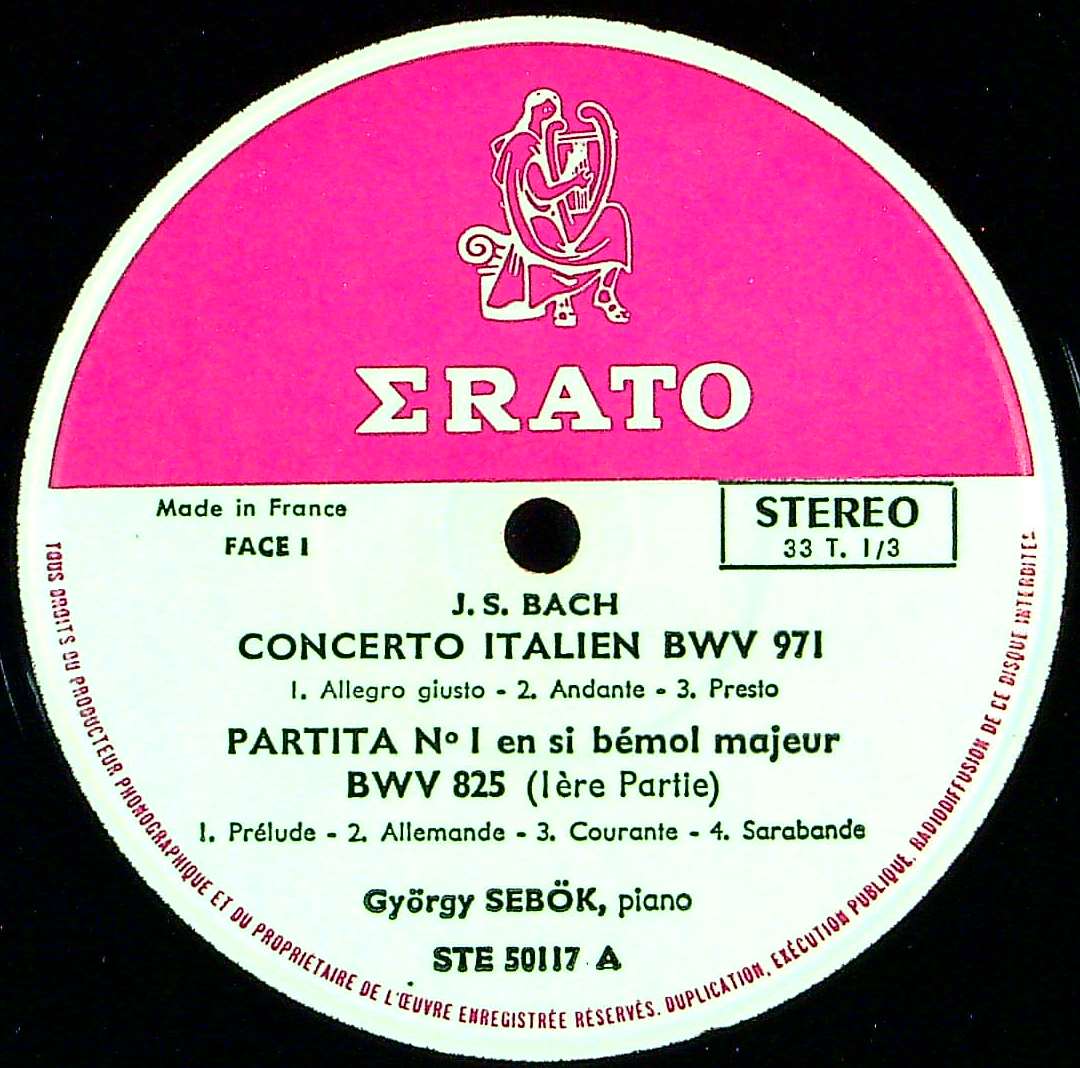 ΣRATO
Made in France
FACE I
STEREO
33 T. 1/3
J. S. BACH
CONCERTO ITALIEN BWV 971
1. Allegro giusto - 2. Andante - 3. Presto
PARTITA Nº 1 en si bémol majeur
BWV 825 (1ère Partie)
1. Prélude - 2. Allemande - 3. Courante - 4. Sarabande
György SEBÖK, piano
STE 50117 A
TOUS DROITS DU PRODUCTEUR PHONOGRAPHIQUE ET DU PROPRIETAIRE DE L'ŒUVRE ENREGISTRÉE RÉSERVÉS. DUPLICATION, EXÉCUTION PUBLIQUE, RADIODIFFUSION DE CE DISQUE INTERDITES